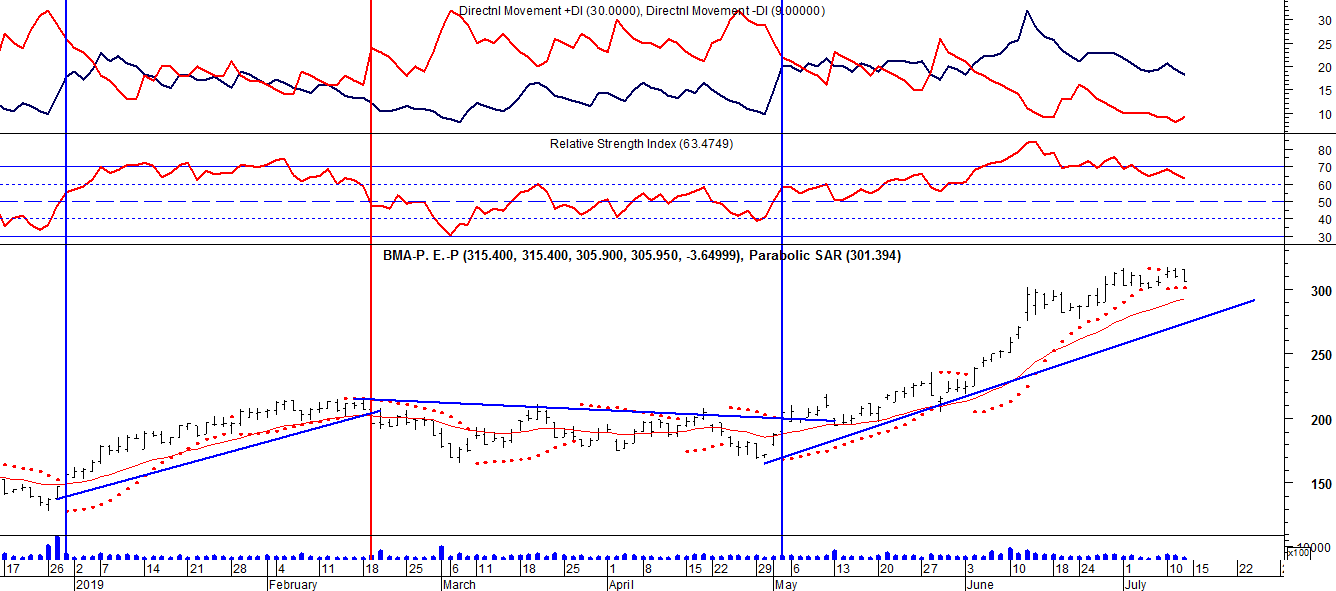 Directnl Movement +DI (30.0000), Directnl Movement -DI (9.00000)
30
25
20
15
10
Relative Strength Index (63.4749)
80
70
60
50
40
30
BMA-P. E.-P (315.400, 315.400, 305.900, 305.950, -3.64999), Parabolic SAR (301.394)
300
250
200
150
10000
x100
17 26 2 7 14 21 28 4 11 18 25 6 11 18 25 1 8 15 22 29 6 13 20 27 3 10 18 24 1 10 15 22
2019 February March April May June July